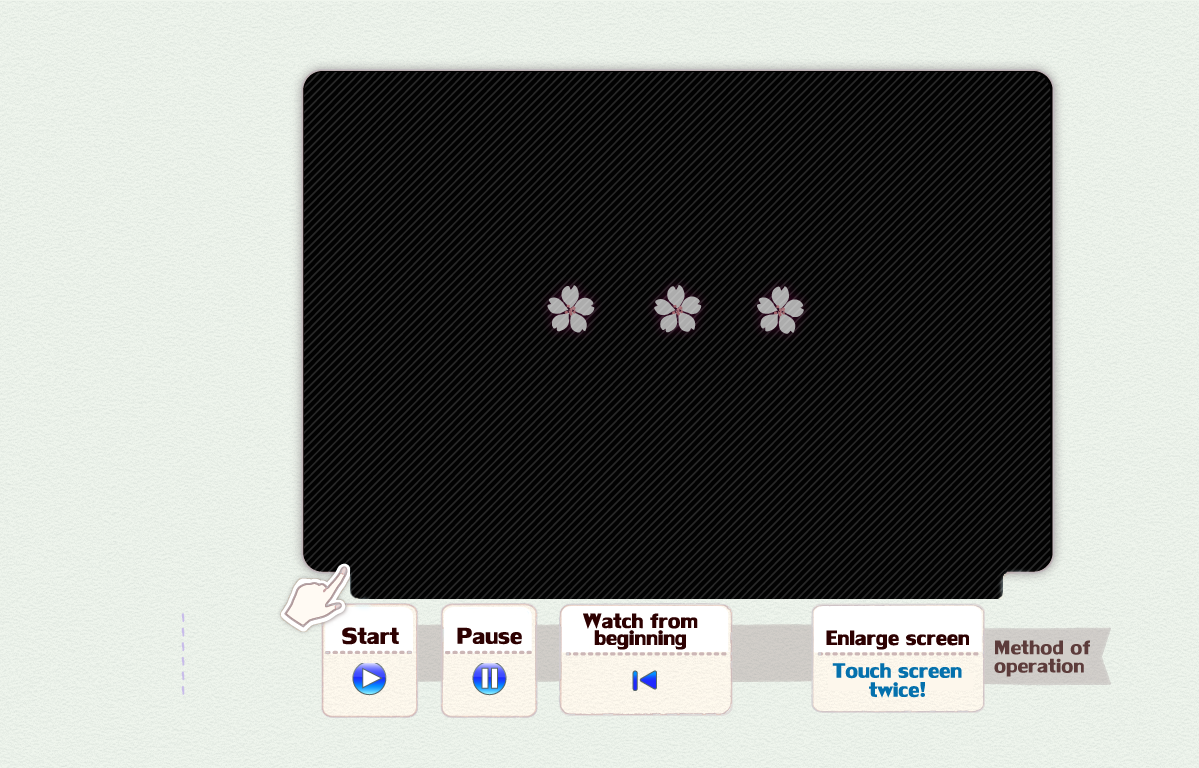 Start
Pause
Watch from
beginning
Enlarge screen
Touch screen
twice!
Method of
operation